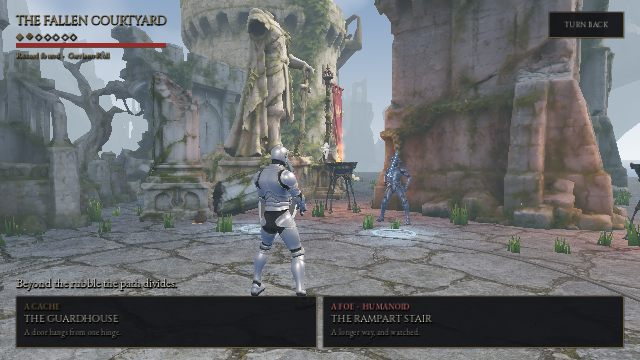 THE FALLEN COURTYARD
TURN BACK
Beyond the rubble the path divides.
A CACHE
THE GUARDHOUSE
A door hangs from one hinge.
A FOE - HUMANOID
THE RAMPART STAIR
A longer way, and watched.